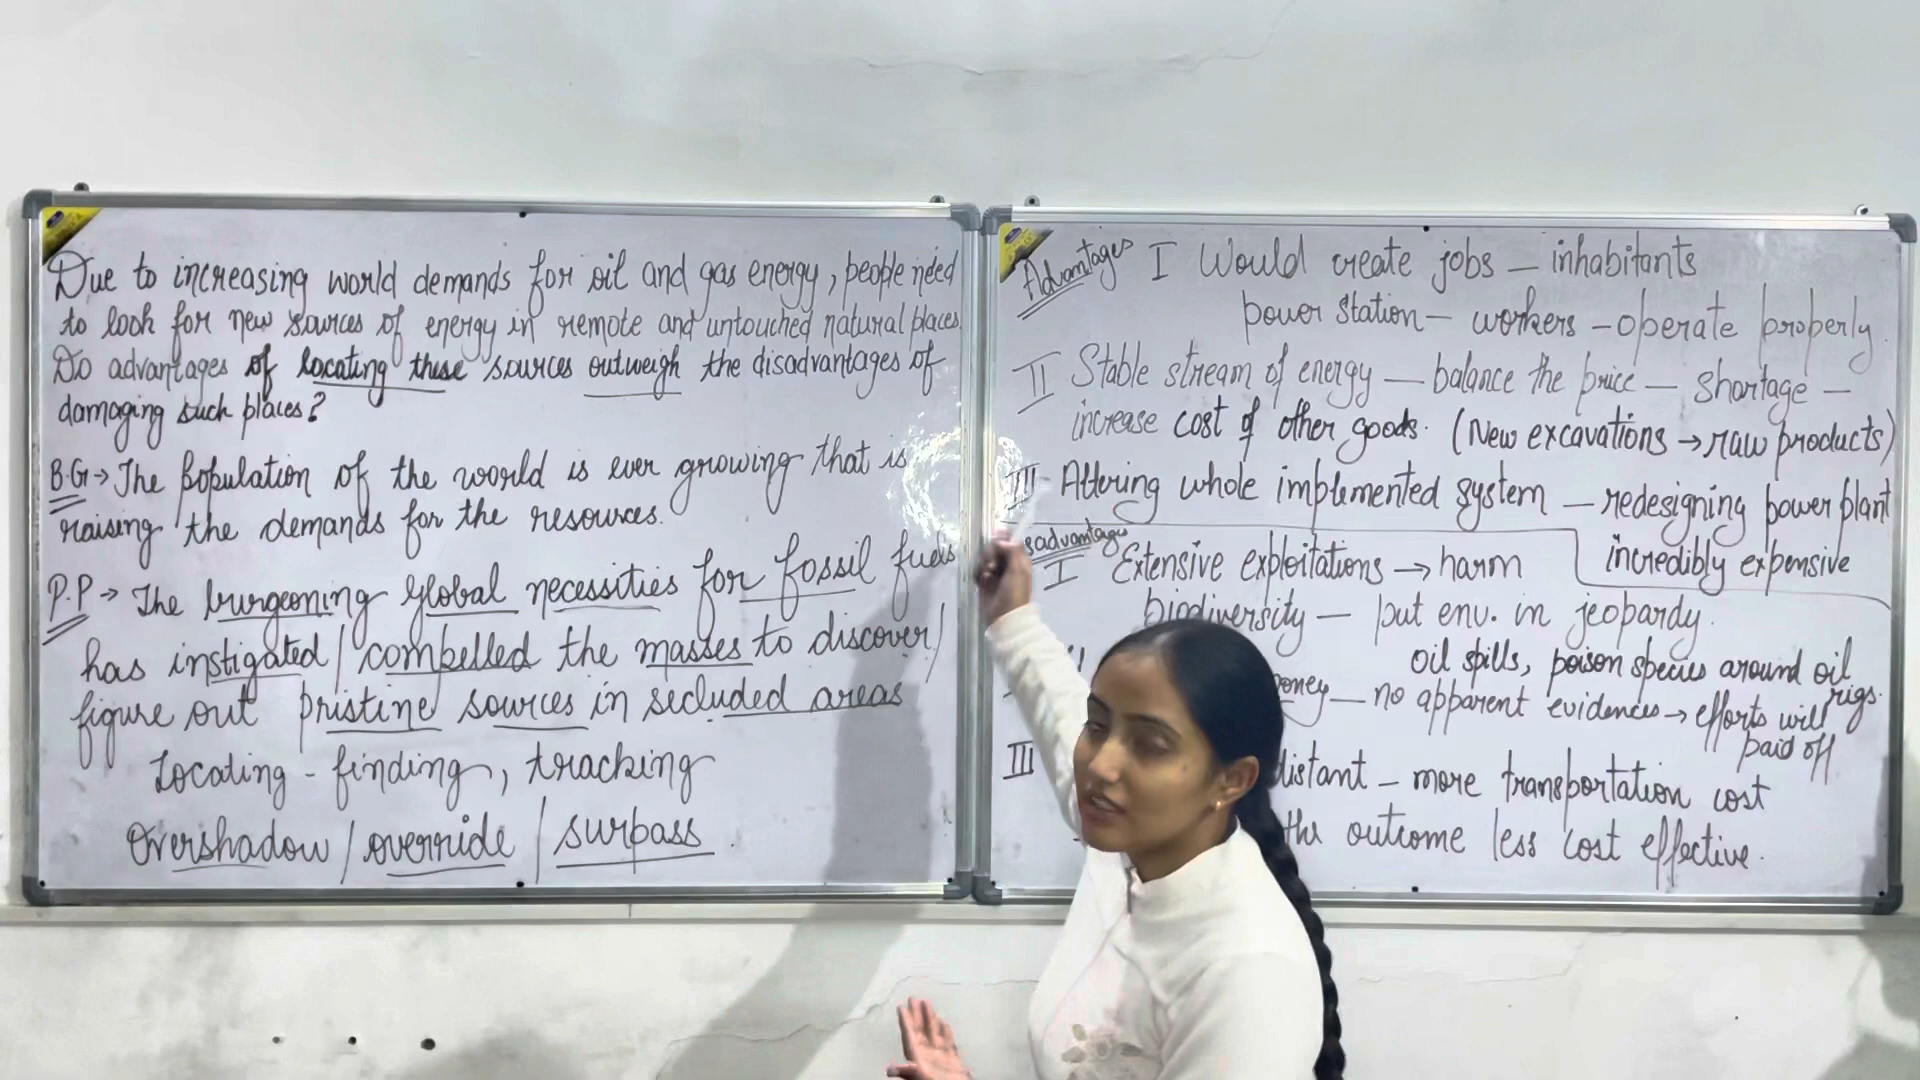 Due to increasing world demands for oil and gas energy, people need
to look for new sources of energy in remote and untouched natural places.
Do advantages of locating these sources outweigh the disadvantages of
damaging such places?
B.G → The population of the world is ever growing that is
raising the demands for the resources.
P.P → The burgeoning global necessities for fossil fuels
has instigated / compelled the masses to discover /
figure out pristine sources in secluded areas
Locating - finding, tracking
Overshadow / override / surpass.
Advantages I Would create jobs - inhabitants
power station - workers - operate properly.
II Stable stream of energy - balance the price - shortage -
increase cost of other goods. (New excavations → raw products)
III Altering whole implemented system - redesigning power plant
incredibly expensive
I Extensive exploitations → harm
biodiversity - put env. in jeopardy.
oil spills, poison species around oil
rigs.
- no apparent evidences → efforts will
paid off
III distant - more transportation cost
the outcome less cost effective.